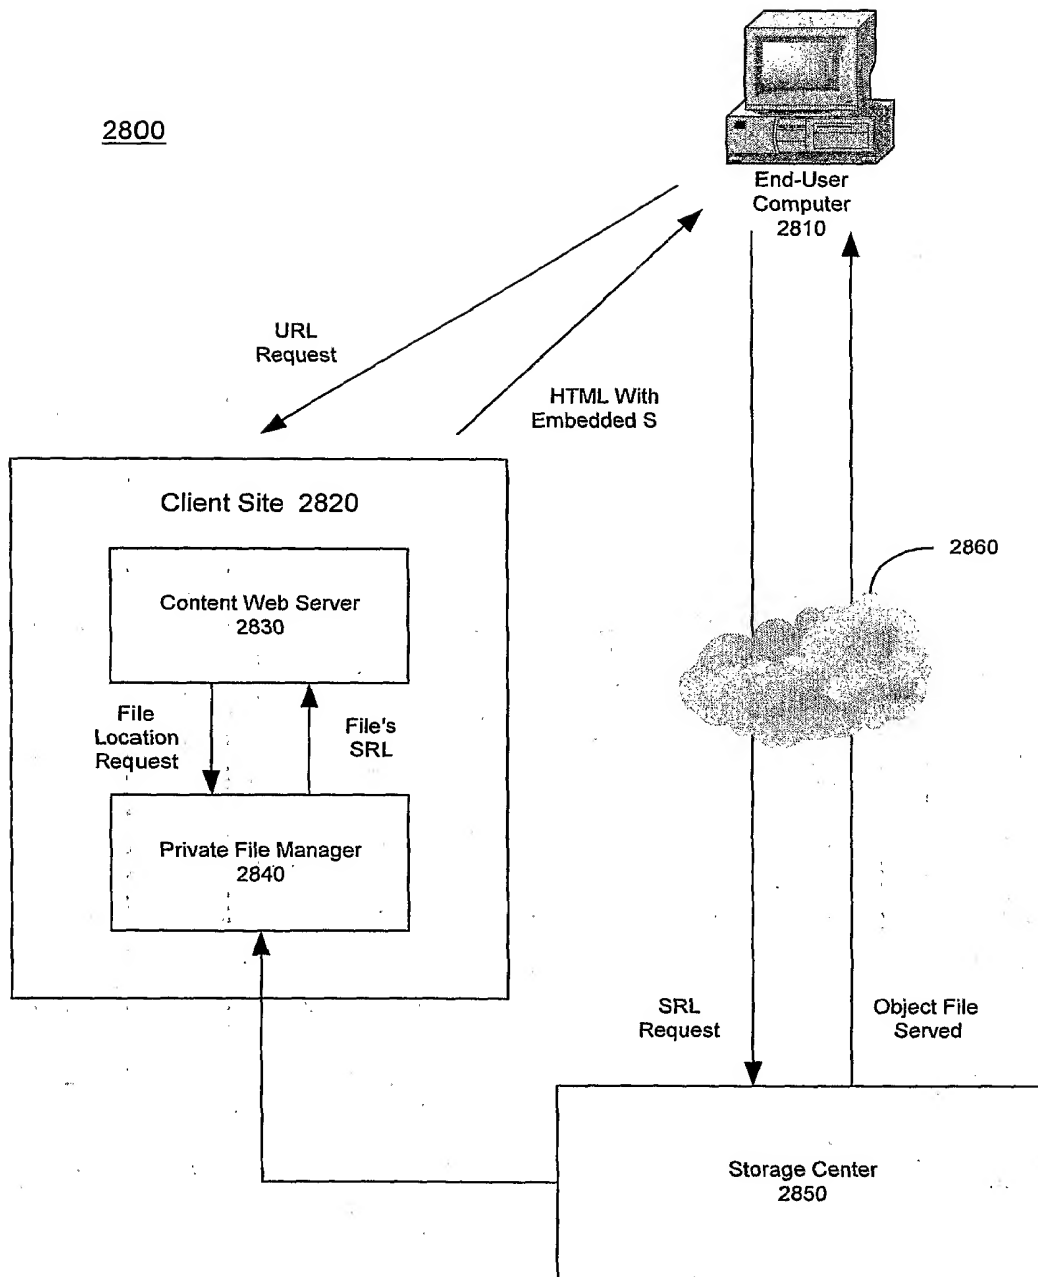 2800
End-User
Computer
2810
URL
Request
HTML With
Embedded S
Client Site 2820
2860
Content Web Server
2830
File
Location
Request
File's
SRL
Private File Manager
2840
SRL
Request
Object File
Served
Storage Center
2850